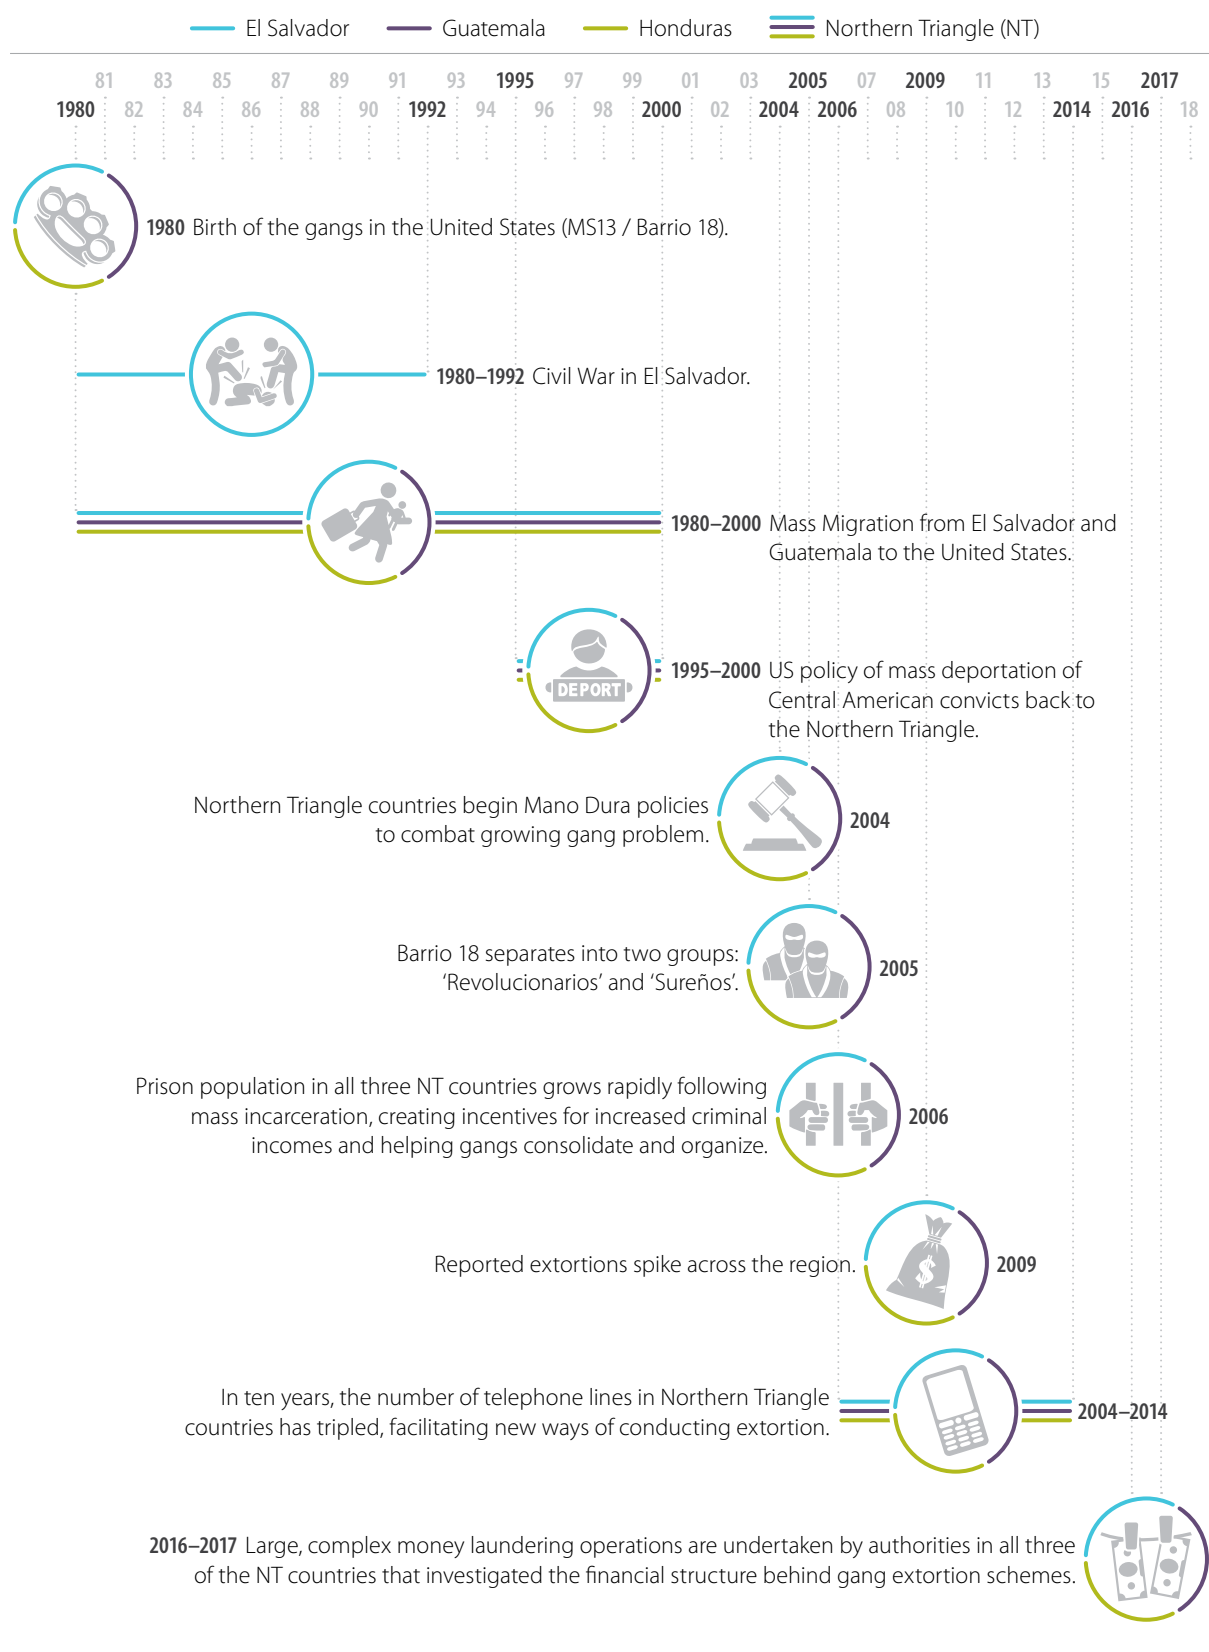 El Salvador Guatemala Honduras Northern Triangle (NT)
81 83 85 87 89 91 93 1995 97 99 01 03 2005 07 2009 11 13 15 2017
1980 82 84 86 88 90 1992 94 96 98 2000 02 2004 2006 08 10 12 2014 2016 18
1980 Birth of the gangs in the United States (MS13 / Barrio 18).
1980–1992 Civil War in El Salvador.
1980–2000 Mass Migration from El Salvador and
Guatemala to the United States.
DEPORT
1995–2000 US policy of mass deportation of
Central American convicts back to
the Northern Triangle.
Northern Triangle countries begin Mano Dura policies
to combat growing gang problem.
2004
Barrio 18 separates into two groups:
‘Revolucionarios’ and ‘Sureños’.
2005
Prison population in all three NT countries grows rapidly following
mass incarceration, creating incentives for increased criminal
incomes and helping gangs consolidate and organize.
2006
Reported extortions spike across the region.
$
2009
In ten years, the number of telephone lines in Northern Triangle
countries has tripled, facilitating new ways of conducting extortion.
2004–2014
2016–2017 Large, complex money laundering operations are undertaken by authorities in all three
of the NT countries that investigated the financial structure behind gang extortion schemes.